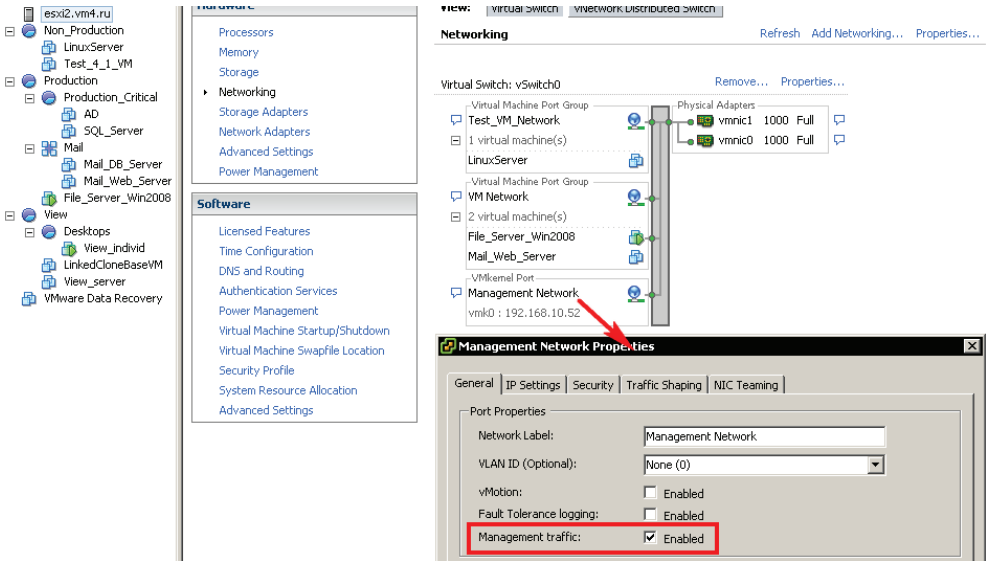 esxi2.vm4.ru
Non_Production
LinuxServer
Test_4_1_VM
Production
Production_Critical
AD
SQL_Server
Mail
Mail_DB_Server
Mail_Web_Server
File_Server_Win2008
View
Desktops
View_individ
LinkedCloneBaseVM
View_server
VMware Data Recovery
Hardware
Processors
Memory
Storage
Networking
Storage Adapters
Network Adapters
Advanced Settings
Power Management
Software
Licensed Features
Time Configuration
DNS and Routing
Authentication Services
Power Management
Virtual Machine Startup/Shutdown
Virtual Machine Swapfile Location
Security Profile
System Resource Allocation
Advanced Settings
View: Virtual Switch vNetwork Distributed Switch
Networking Refresh Add Networking... Properties...
Virtual Switch: vSwitch0 Remove... Properties...
Virtual Machine Port Group Physical Adapters
Test_VM_Network vmnic1 1000 Full
1 virtual machine(s) vmnic0 1000 Full
LinuxServer
Virtual Machine Port Group
VM Network
2 virtual machine(s)
File_Server_Win2008
Mail_Web_Server
VMkernel Port
Management Network
vmk0 : 192.168.10.52
Management Network Properties
General IP Settings Security Traffic Shaping NIC Teaming
Port Properties
Network Label: Management Network
VLAN ID (Optional): None (0)
vMotion: Enabled
Fault Tolerance logging: Enabled
Management traffic: Enabled